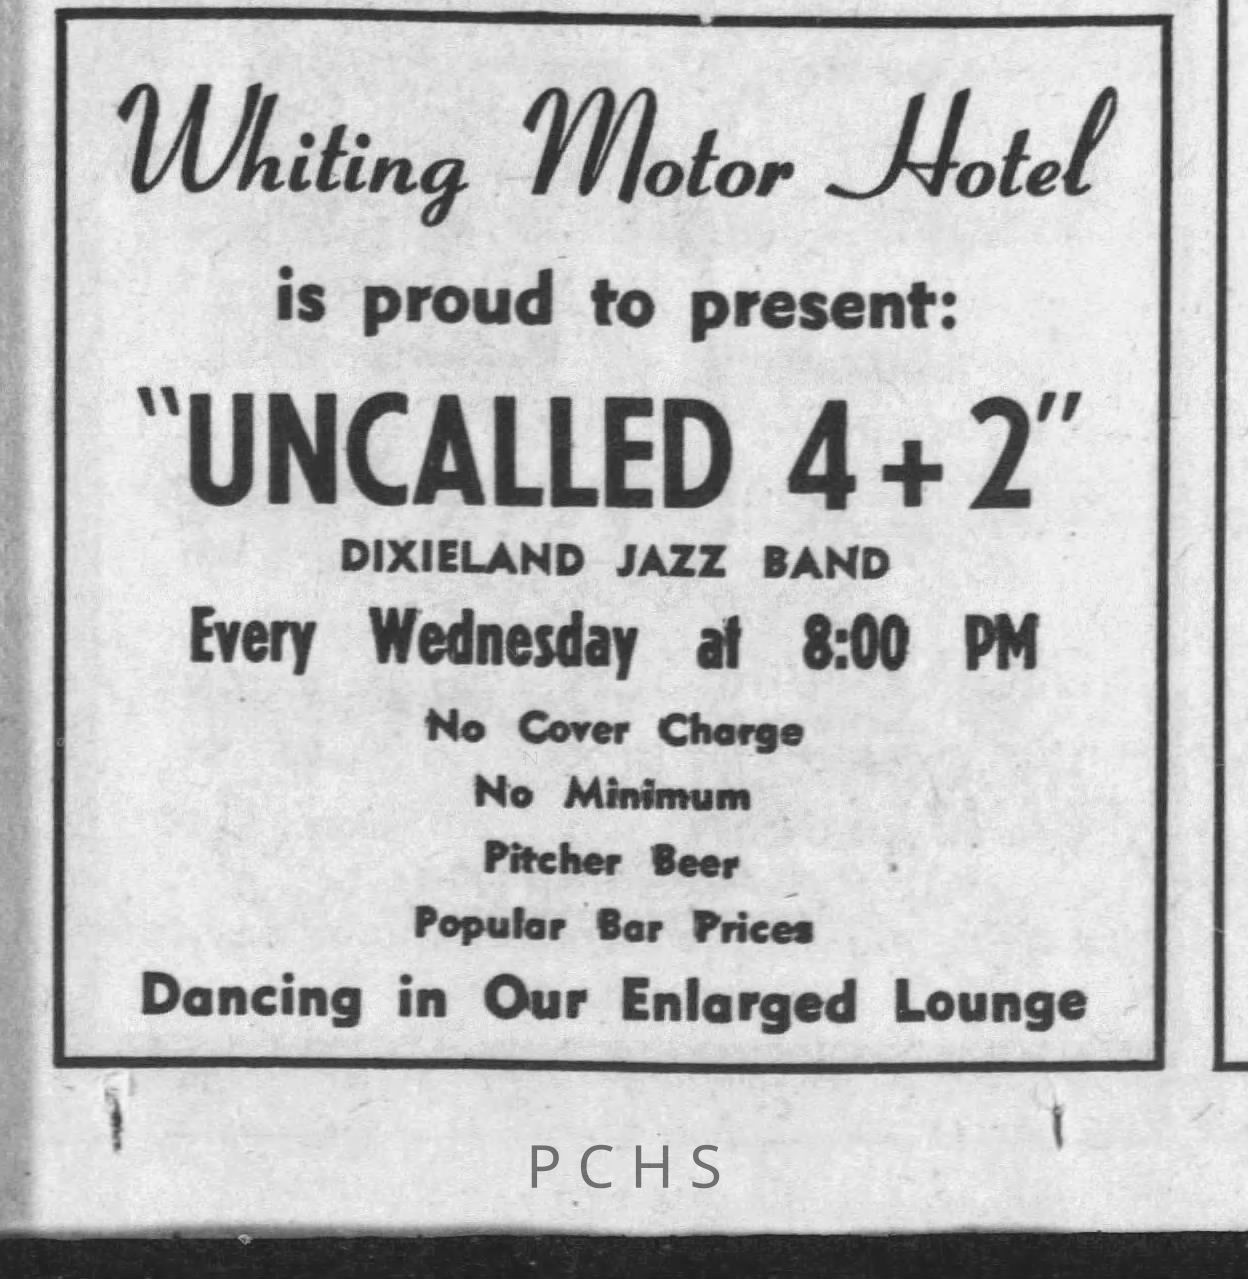 Whiting Motor Hotel
is proud to present:
"UNCALLED 4 + 2"
DIXIELAND JAZZ BAND
Every Wednesday at 8:00 PM
No Cover Charge
No Minimum
Pitcher Beer
Popular Bar Prices
Dancing in Our Enlarged Lounge
PCHS